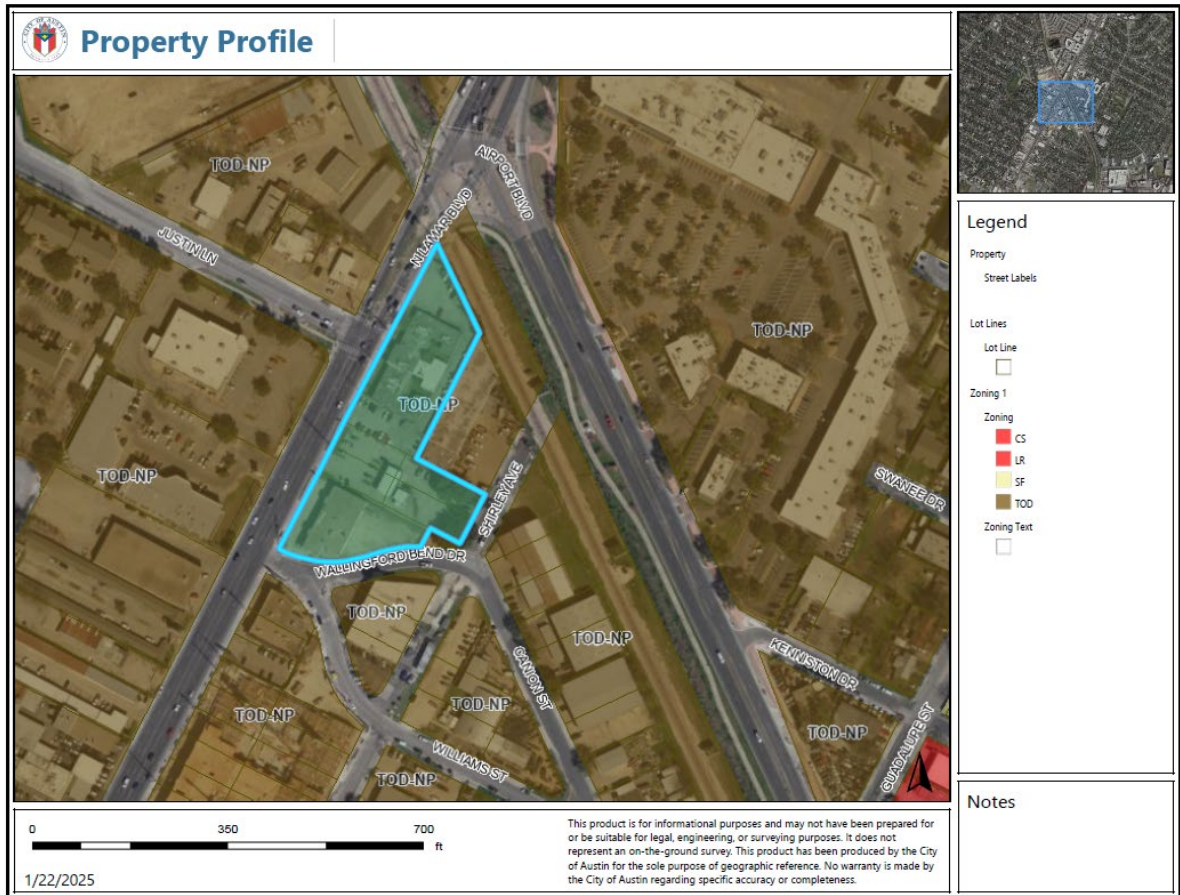 Property Profile
TOD-NP
AIRPORT BLVD
N LAMAR BLVD
JUSTIN LN
TOD-NP
TOD-NP
TOD-NP
SWANEE DR
SHIRLEY AVE
WALLINGFORD BEND DR
TOD-NP
TOD-NP
CANION ST
KENNISTON DR
TOD-NP
TOD-NP
TOD-NP
GUADALUPE ST
WILLIAMS ST
TOD-NP
Legend
Property
Street Labels
Lot Lines
Lot Line
Zoning 1
Zoning
CS
LR
SF
TOD
Zoning Text
Notes
0 350 700
ft
1/22/2025
This product is for informational purposes and may not have been prepared for
or be suitable for legal, engineering, or surveying purposes. It does not
represent an on-the-ground survey. This product has been produced by the City
of Austin for the sole purpose of geographic reference. No warranty is made by
the City of Austin regarding specific accuracy or completeness.